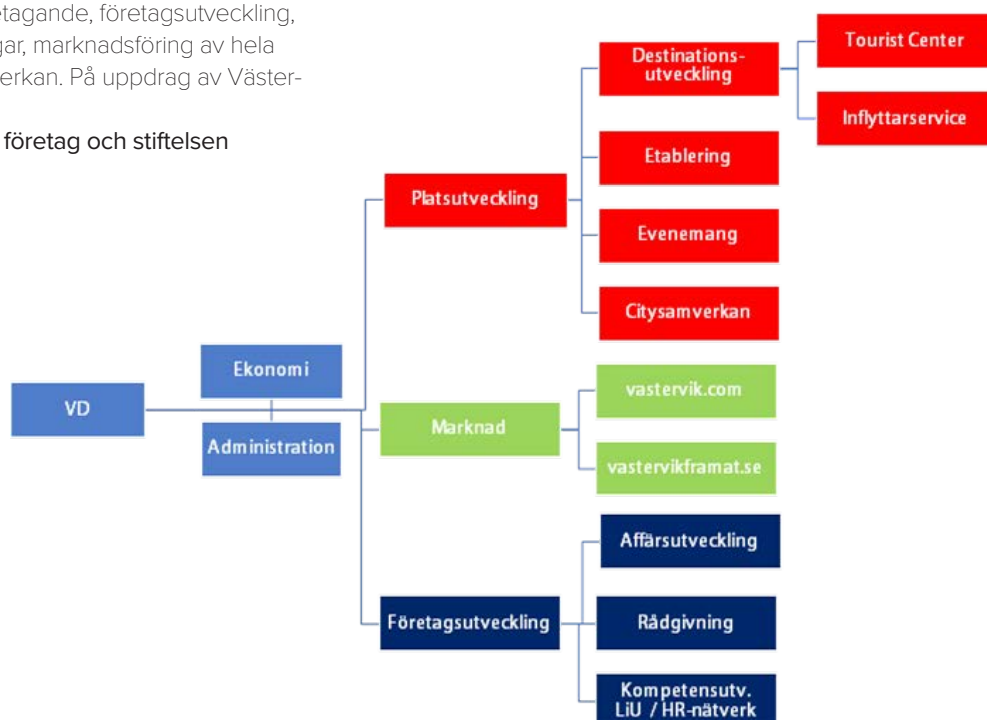 etagande, företagsutveckling,
gar, marknadsföring av hela
erkan. På uppdrag av Väster-
företag och stiftelsen
VD
Ekonomi
Administration
Platsutveckling
Destinations-
utveckling
Tourist Center
Inflyttarservice
Etablering
Evenemang
Citysamverkan
Marknad
vastervik.com
vastervikframat.se
Företagsutveckling
Affärsutveckling
Rådgivning
Kompetensutv.
LiU / HR-nätverk